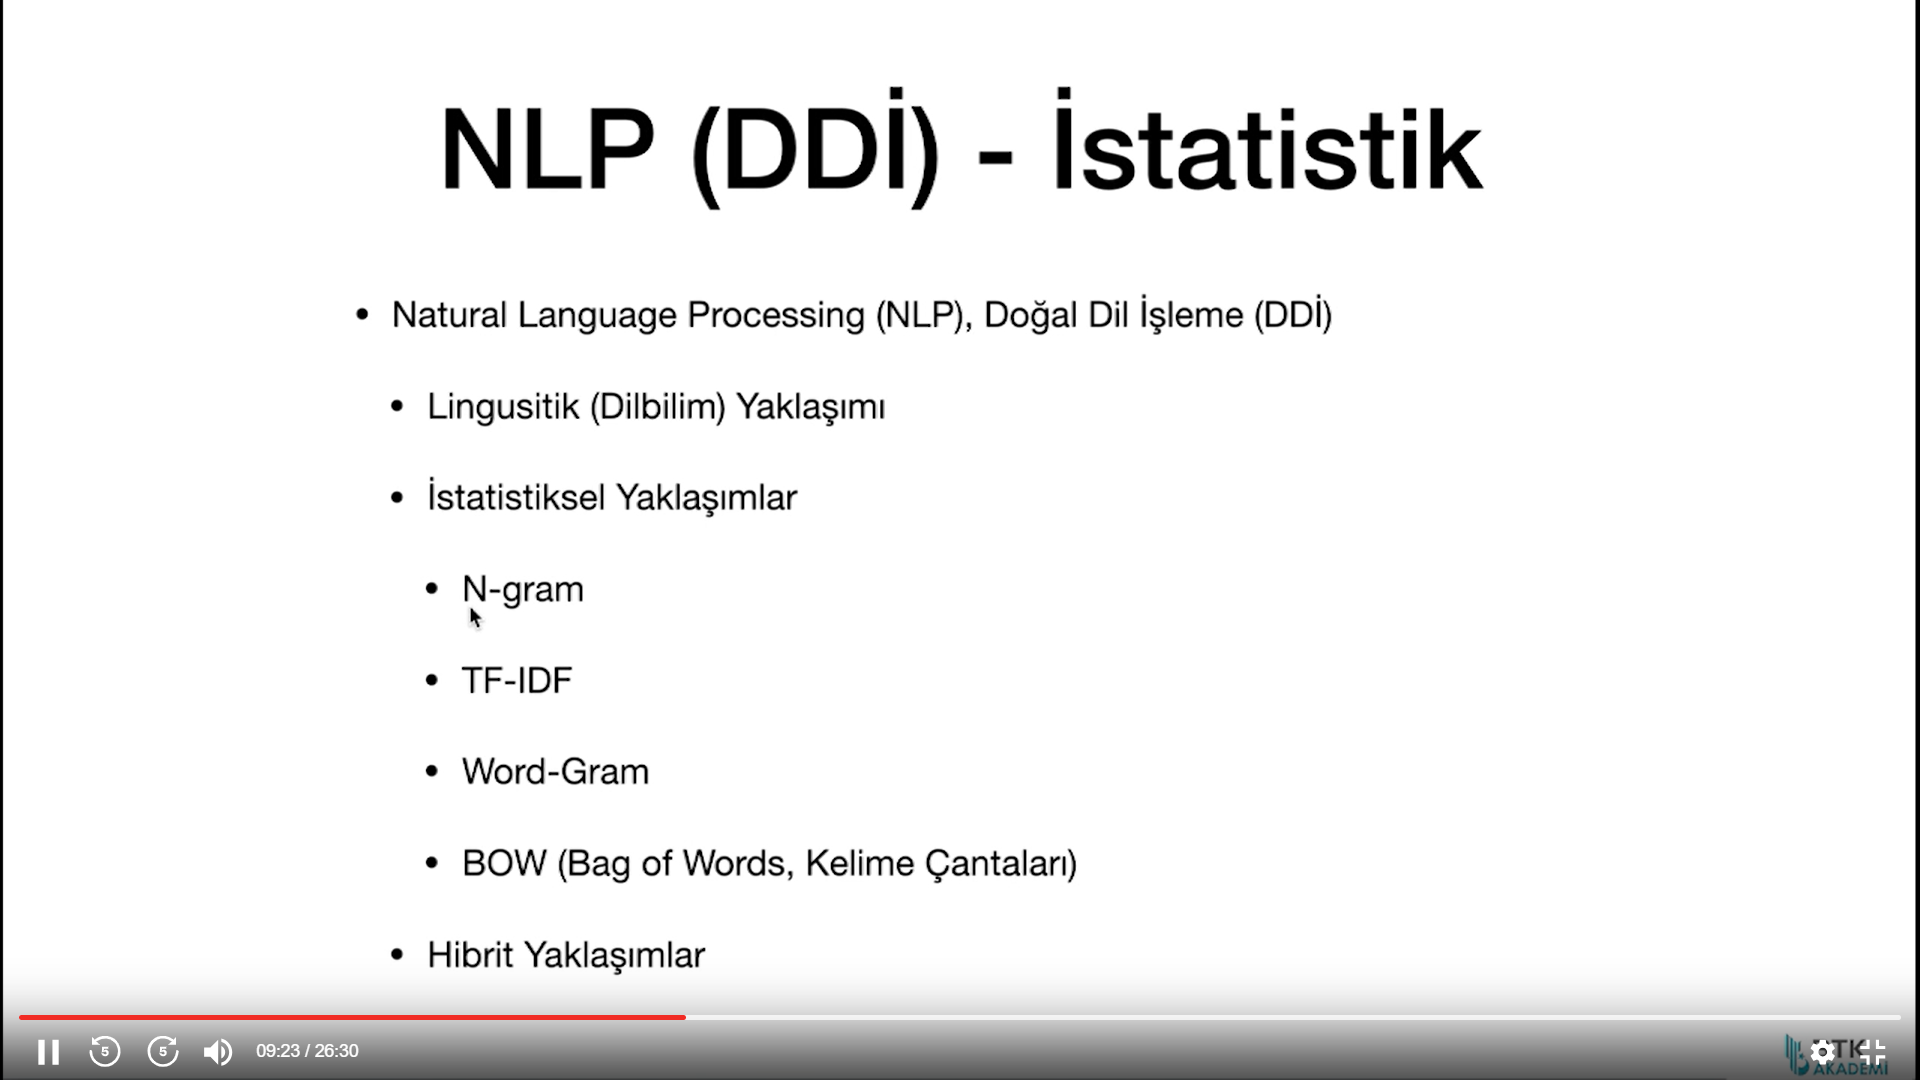 NLP (DDİ) - İstatistik
• Natural Language Processing (NLP), Doğal Dil İşleme (DDİ)
• Lingusitik (Dilbilim) Yaklaşımı
• İstatistiksel Yaklaşımlar
• N-gram
• TF-IDF
• Word-Gram
• BOW (Bag of Words, Kelime Çantaları)
• Hibrit Yaklaşımlar
5 5 09:23 / 26:30
AKADEMİ